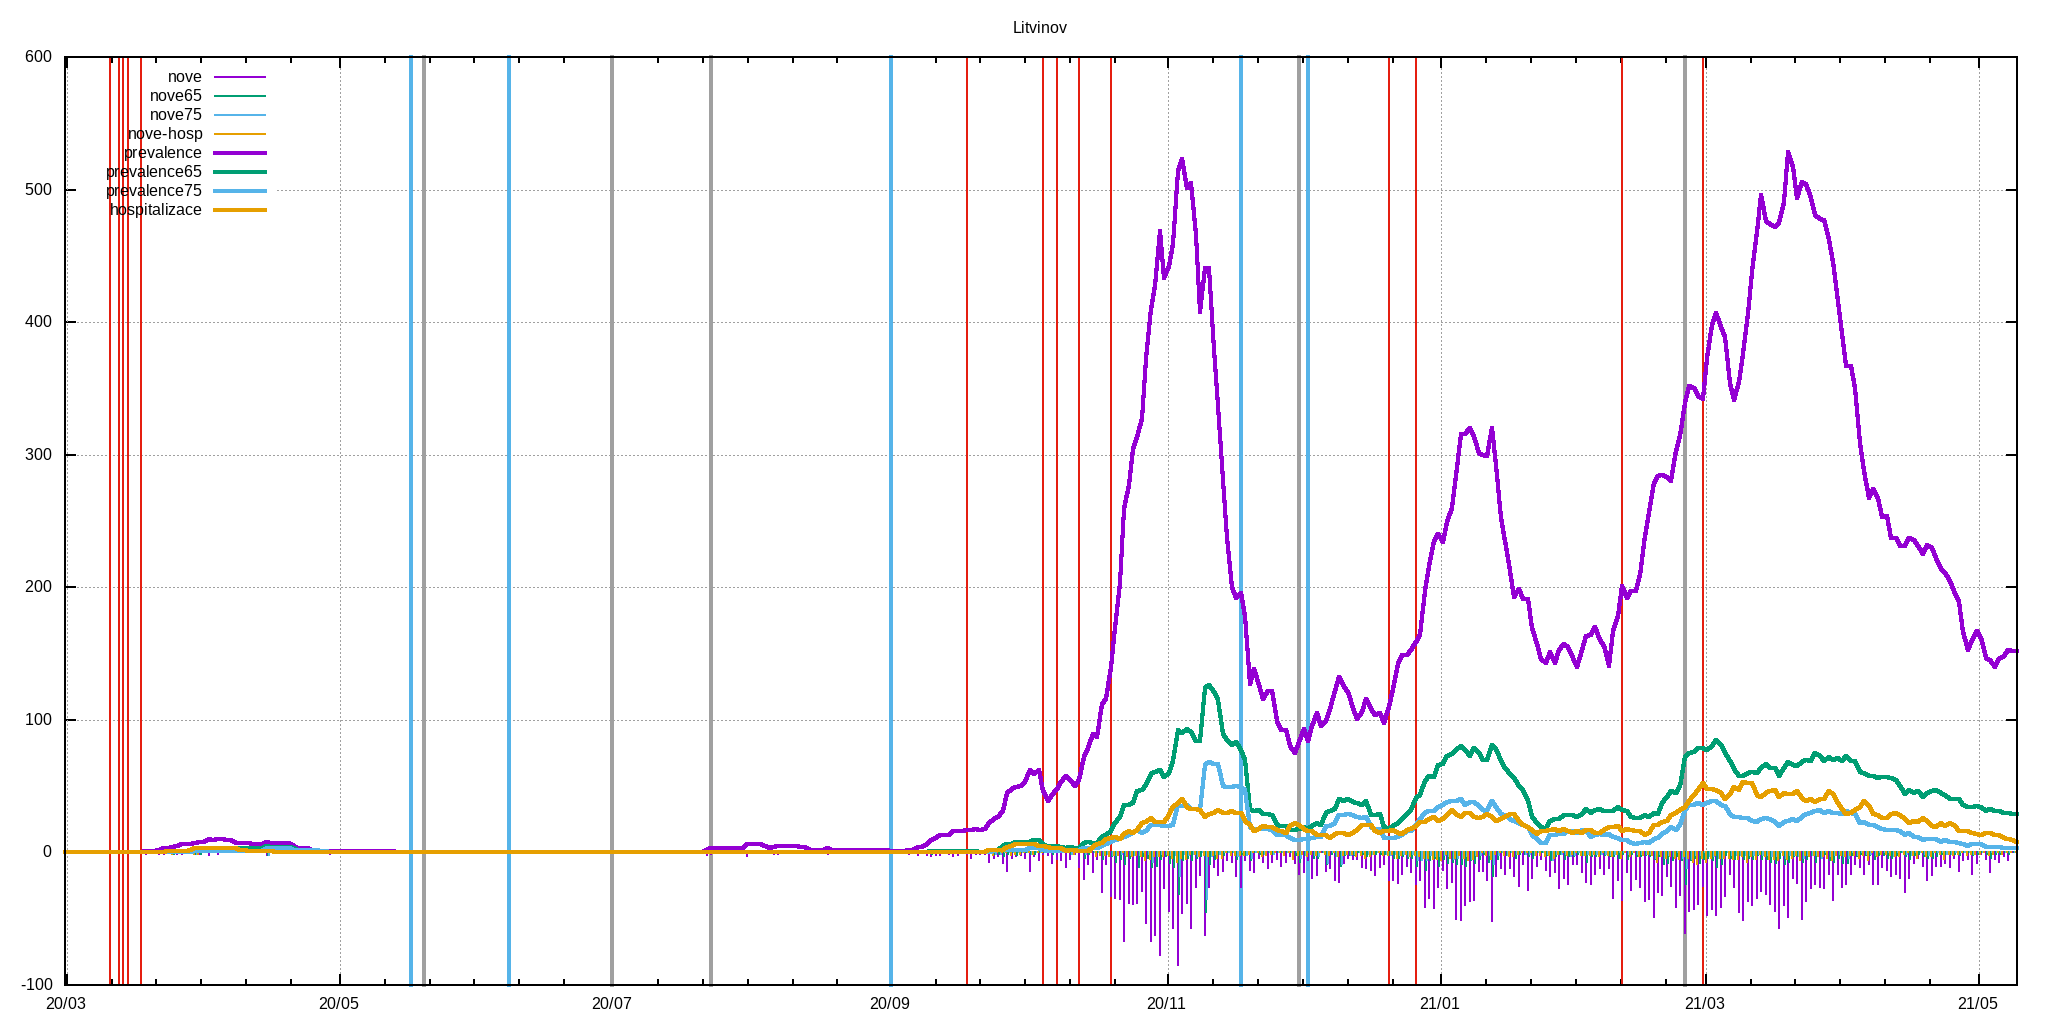 Litvinov
600
500
400
300
200
100
0
-100
nove
nove65
nove75
nove-hosp
prevalence
prevalence65
prevalence75
hospitalizace
20/03 20/05 20/07 20/09 20/11 21/01 21/03 21/05